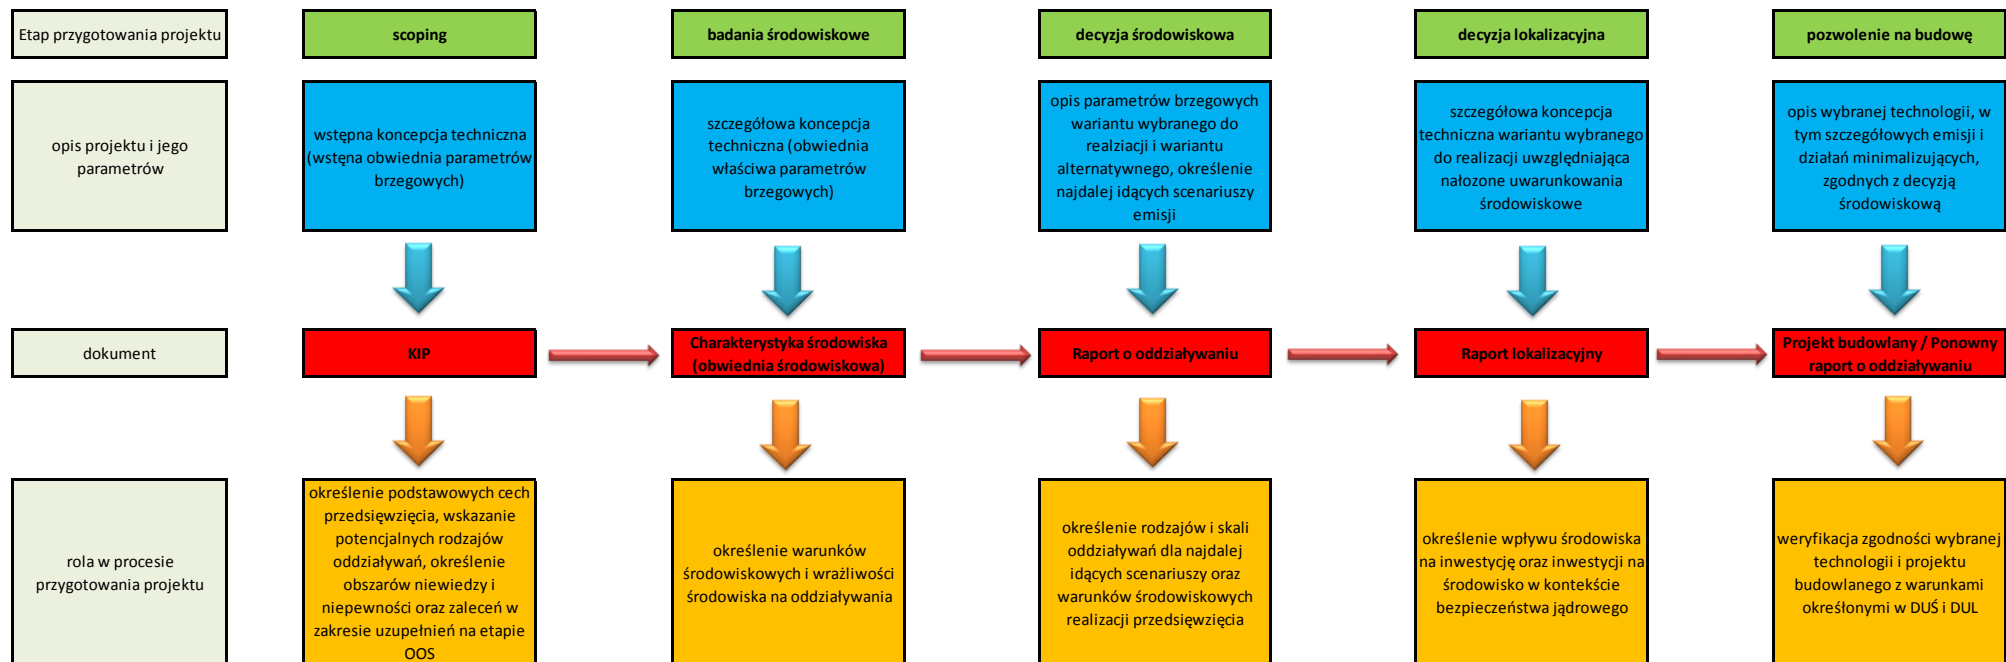 Etap przygotowania projektu
scoping
badania środowiskowe
decyzja środowiskowa
decyzja lokalizacyjna
pozwolenie na budowę
opis projektu i jego
parametrów
wstępna koncepcja techniczna
(wstęna obwiednia parametrów
brzegowych)
szczegółowa koncepcja
techniczna (obwiednia
właściwa parametrów
brzegowych)
opis parametrów brzegowych
wariantu wybranego do
realziacji i wariantu
alternatywnego, określenie
najdalej idących scenariuszy
emisji
szczegółowa koncepcja
techniczna wariantu wybranego
do realizacji uwzględniająca
nałozone uwarunkowania
środowiskowe
opis wybranej technologii, w
tym szczegółowych emisji i
działań minimalizujących,
zgodnych z decyzją
środowiskową
dokument
KIP
Charakterystyka środowiska
(obwiednia środowiskowa)
Raport o oddziaływaniu
Raport lokalizacyjny
Projekt budowlany / Ponowny
raport o oddziaływaniu
rola w procesie
przygotowania projektu
określenie podstawowych cech
przedsięwzięcia, wskazanie
potencjalnych rodzajów
oddziaływań, określenie
obszarów niewiedzy i
niepewności oraz zaleceń w
zakresie uzupełnień na etapie
OOS
określenie warunków
środowiskowych i wrażliwości
środowiska na oddziaływania
określenie rodzajów i skali
oddziaływań dla najdalej
idących scenariuszy oraz
warunków środowiskowych
realizacji przedsięwzięcia
określenie wpływu środowiska
na inwestycję oraz inwestycji na
środowisko w kontekście
bezpieczeństwa jądrowego
weryfikacja zgodności wybranej
technologii i projektu
budowlanego z warunkami
okreśłonymi w DUŚ i DUL